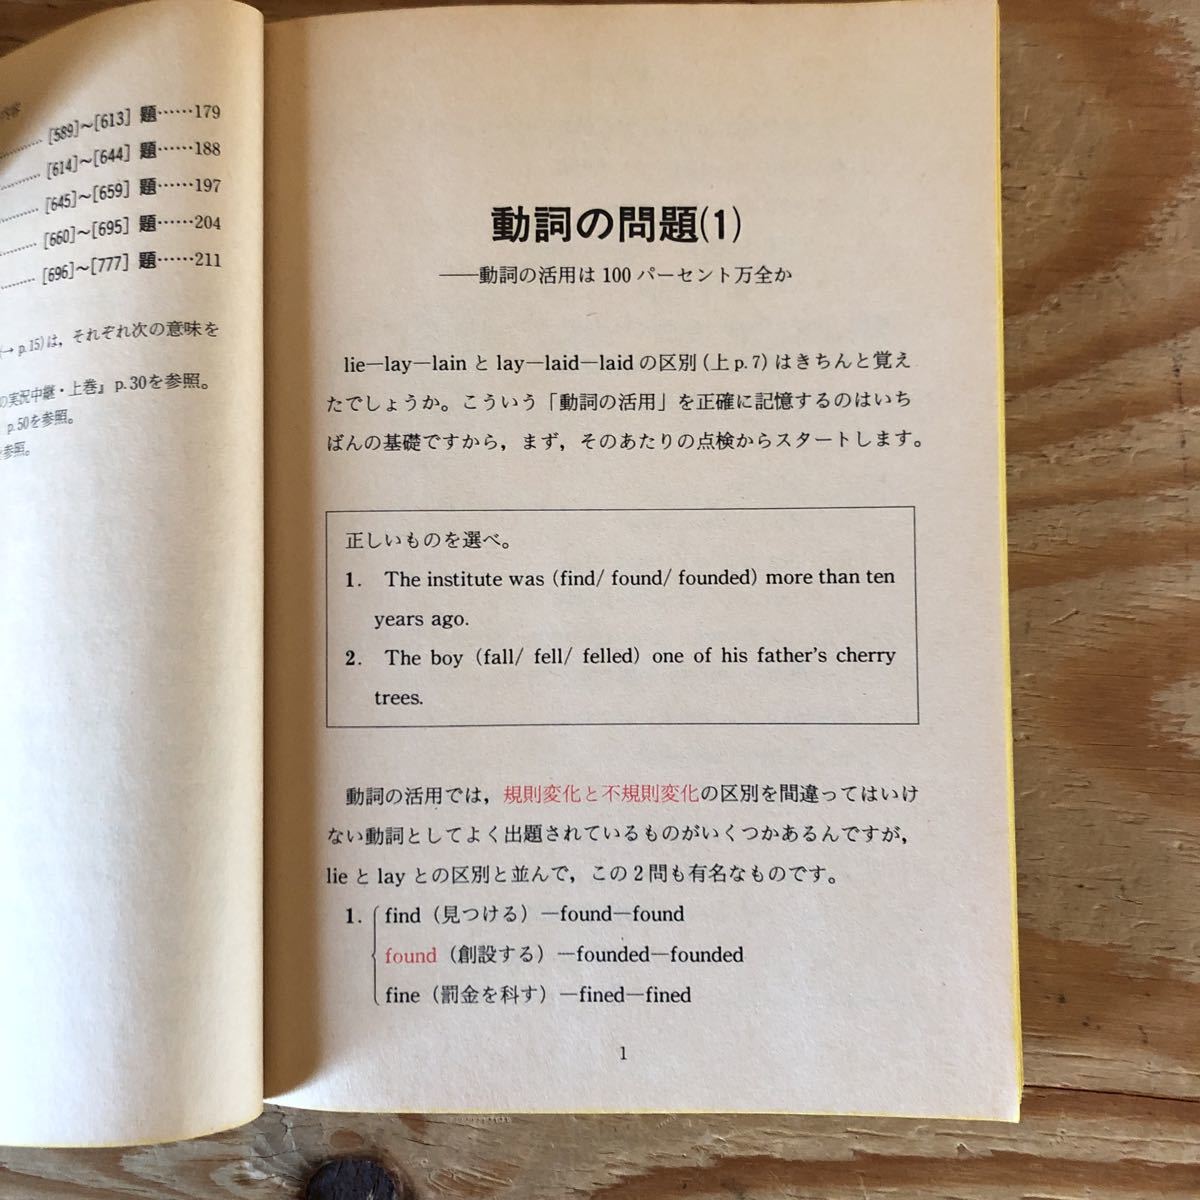 [589]～[613] 題……179
[614]～[644] 題……188
[645]～[659] 題……197
[660]～[695] 題……204
[696]～[777] 題……211
(→ p.15)は，それぞれ次の意味を
の実況中継・上巻』p.30を参照。
p.50を参照。
参照。
動詞の問題(1)
――動詞の活用は 100 パーセント万全か
lie―lay―lain と lay―laid―laid の区別 (上 p. 7) はきちんと覚え
たでしょうか。こういう「動詞の活用」を正確に記憶するのはいち
ばんの基礎ですから，まず，そのあたりの点検からスタートします。
正しいものを選べ。
1. The institute was (find/ found/ founded) more than ten
years ago.
2. The boy (fall/ fell/ felled) one of his father's cherry
trees.
動詞の活用では，規則変化と不規則変化の区別を間違ってはいけ
ない動詞としてよく出題されているものがいくつかあるんですが，
lie と lay との区別と並んで，この 2 問も有名なものです。
1. find (見つける) ―found―found
found (創設する) ―founded―founded
fine (罰金を科す) ―fined―fined
1